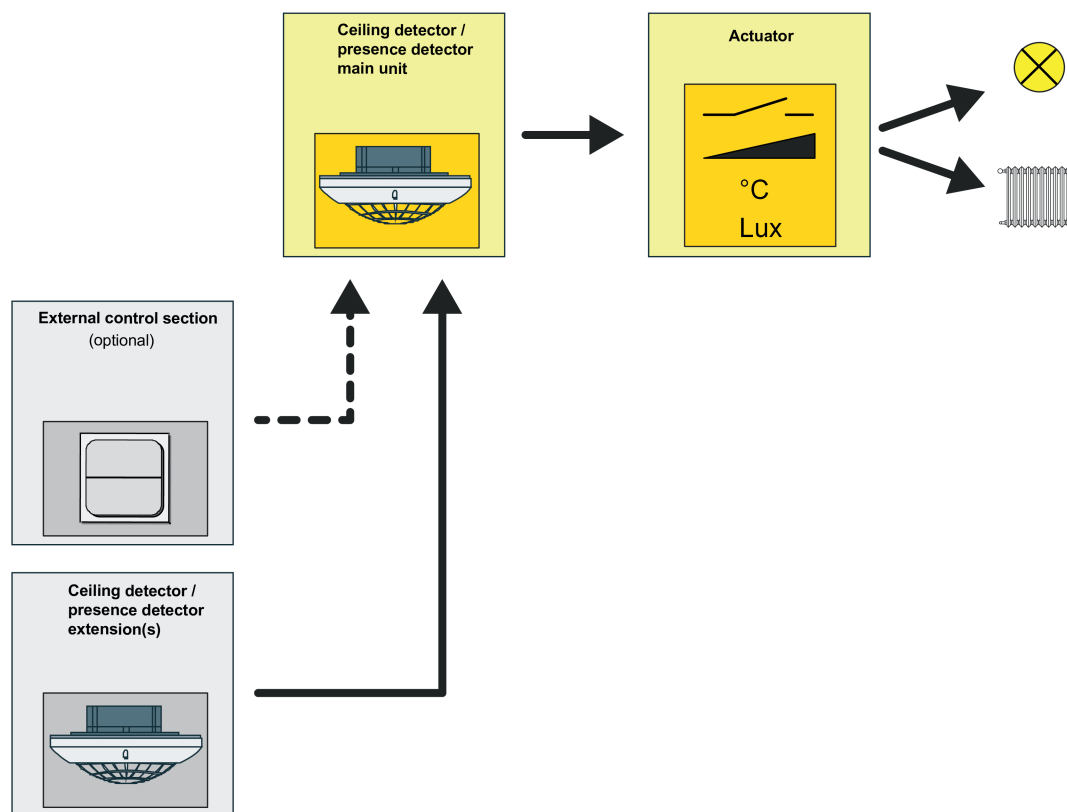 Ceiling detector /
presence detector
main unit
Actuator
°C
Lux
External control section
(optional)
Ceiling detector /
presence detector
extension(s)